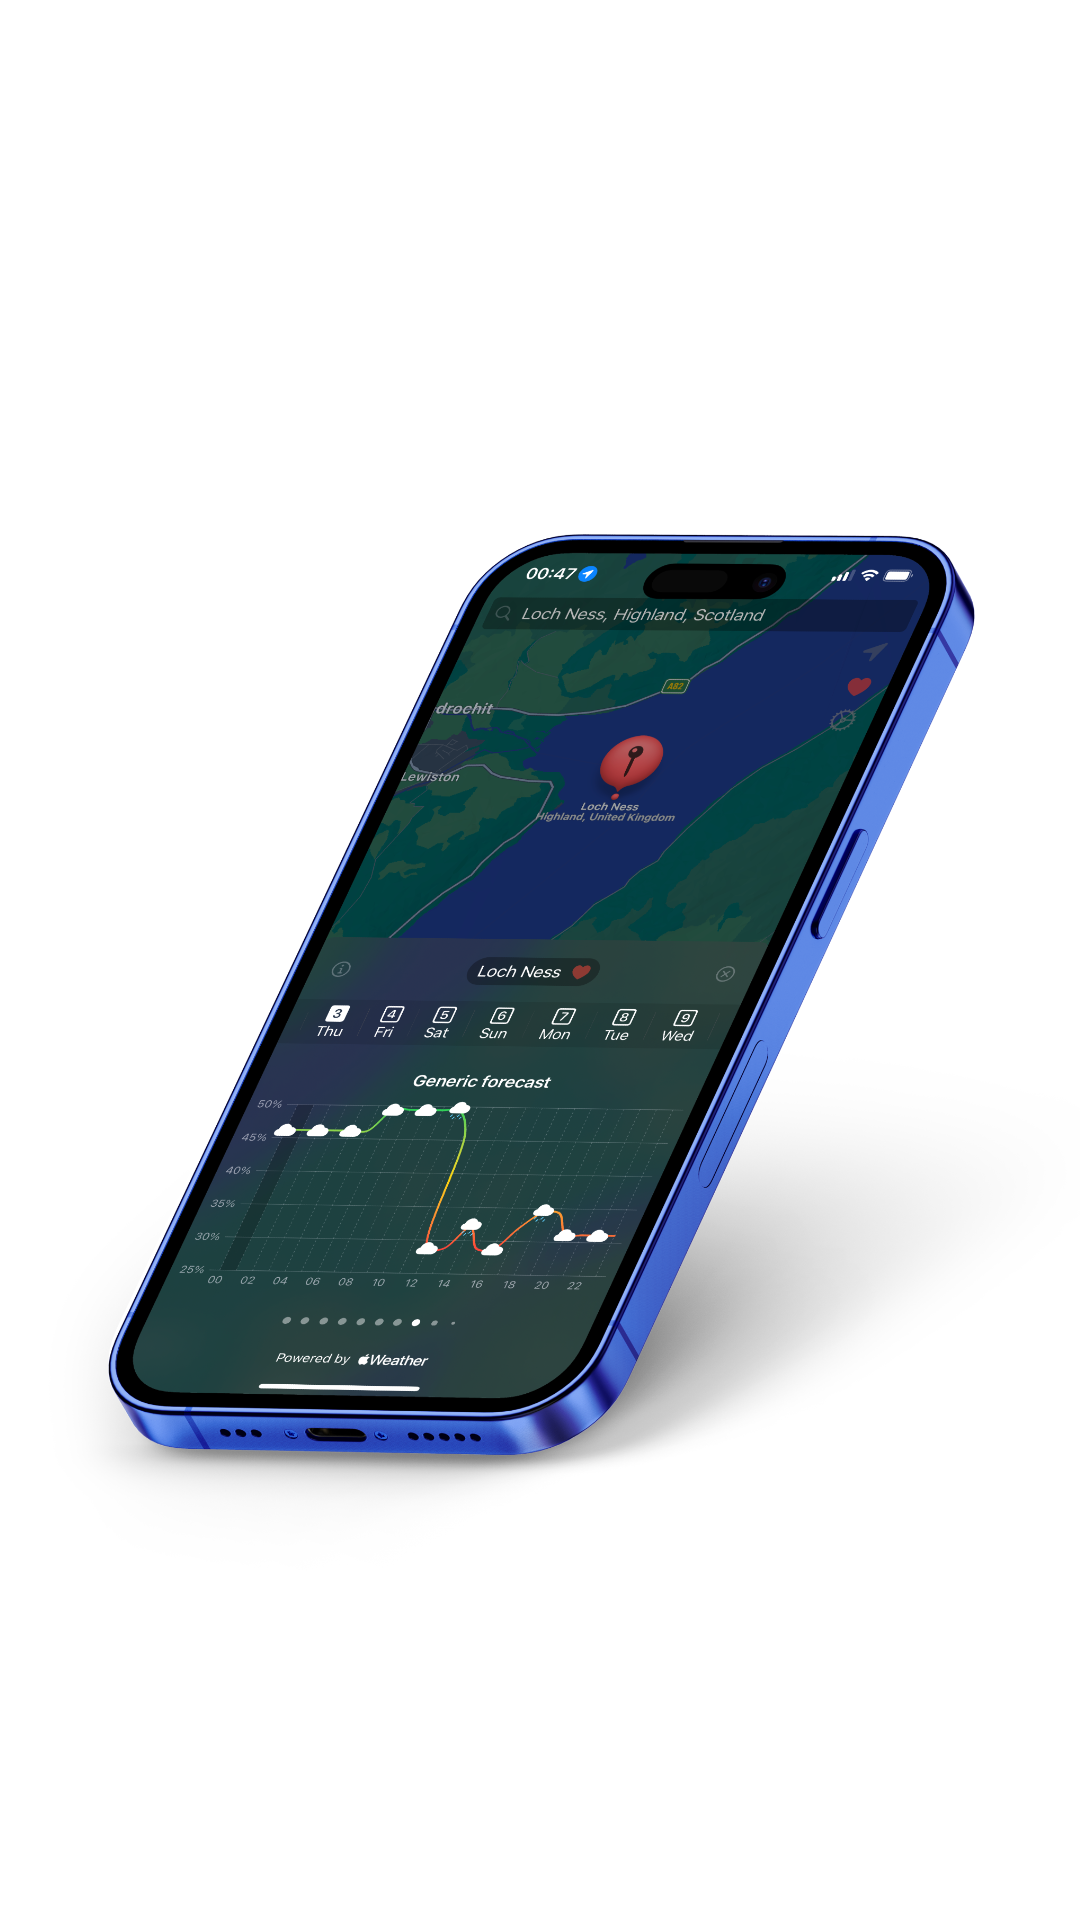 00:47
Loch Ness, Highland, Scotland
A82
drochit
Lewiston
Loch Ness
Highland, United Kingdom
Loch Ness
3 4 5 6 7 8 9
Thu Fri Sat Sun Mon Tue Wed
Generic forecast
50%
45%
40%
35%
30%
25%
00 02 04 06 08 10 12 14 16 18 20 22
Powered by Weather